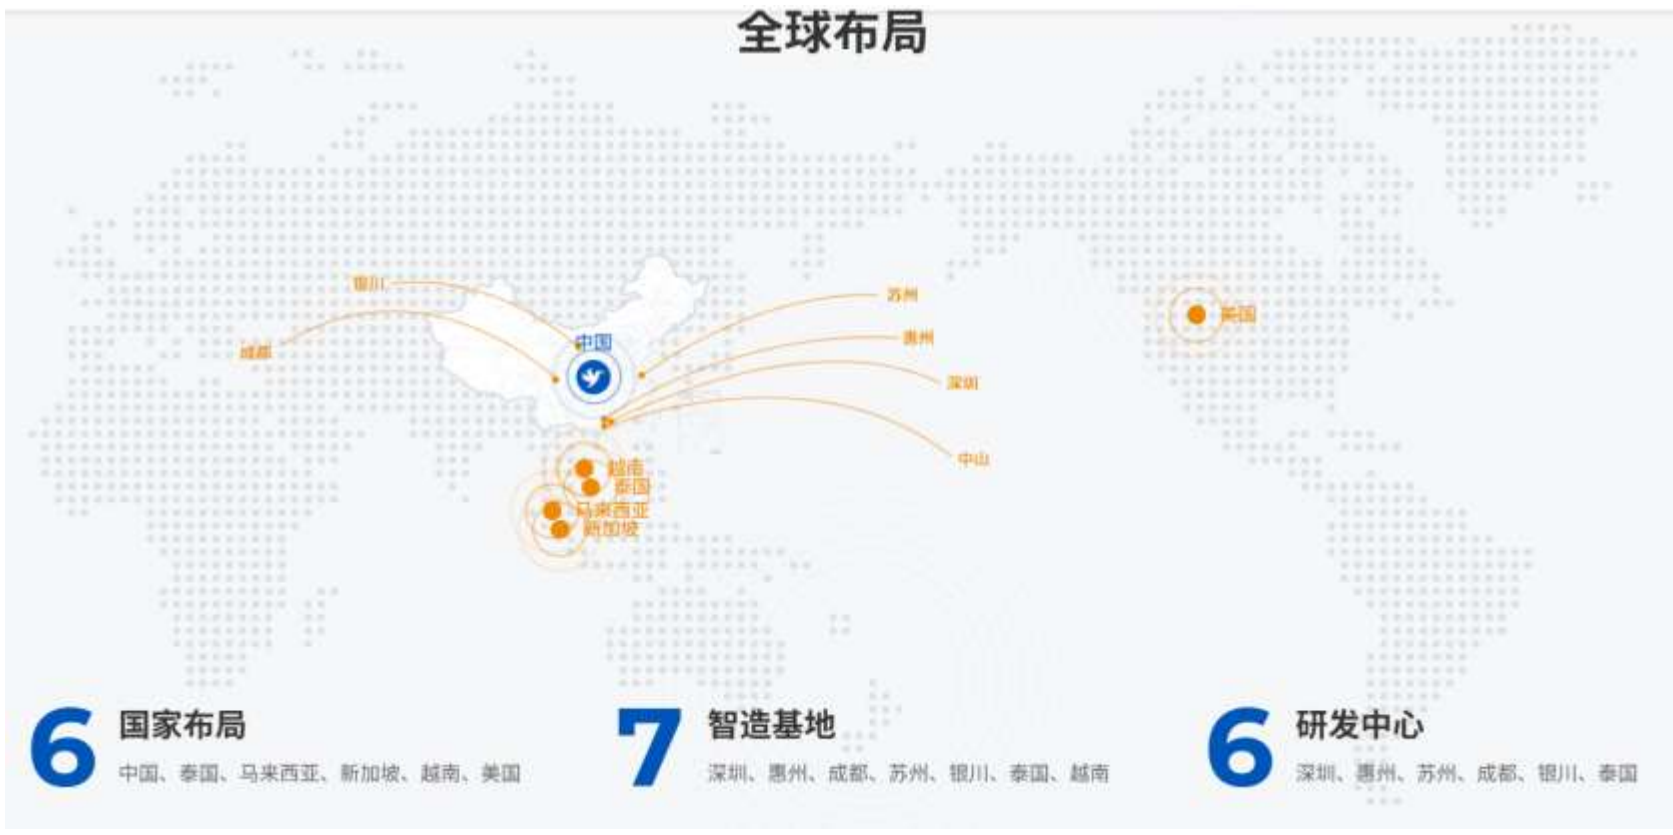 全球布局
银川
苏州
中国
惠州
成都
深圳
美国
中山
越南
泰国
马来西亚
新加坡
6 国家布局
中国、泰国、马来西亚、新加坡、越南、美国
7 智造基地
深圳、惠州、成都、苏州、银川、泰国、越南
6 研发中心
深圳、惠州、苏州、成都、银川、泰国